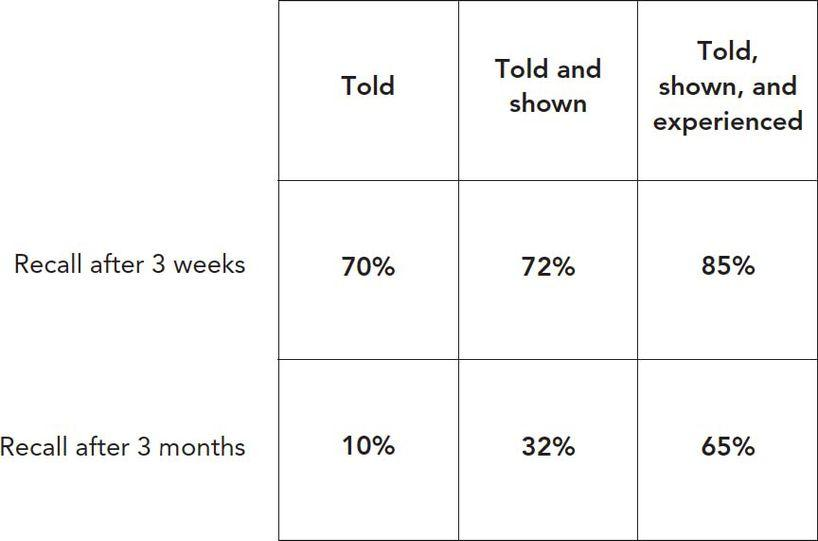 Told
Told and
shown
Told,
shown, and
experienced
Recall after 3 weeks
70%
72%
85%
Recall after 3 months
10%
32%
65%